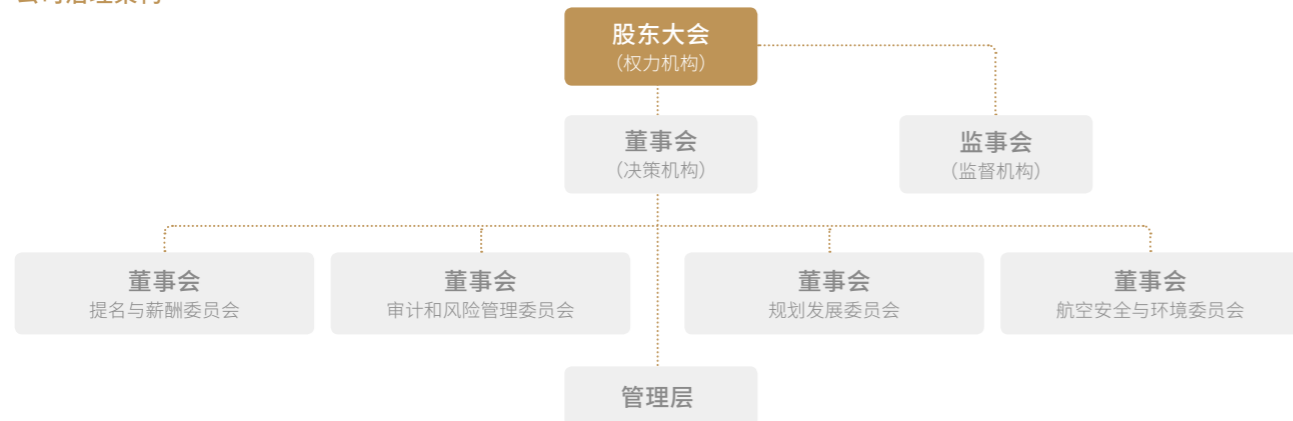 股东大会
（权力机构）
董事会
（决策机构）
监事会
（监督机构）
董事会
提名与薪酬委员会
董事会
审计和风险管理委员会
董事会
规划发展委员会
董事会
航空安全与环境委员会
管理层